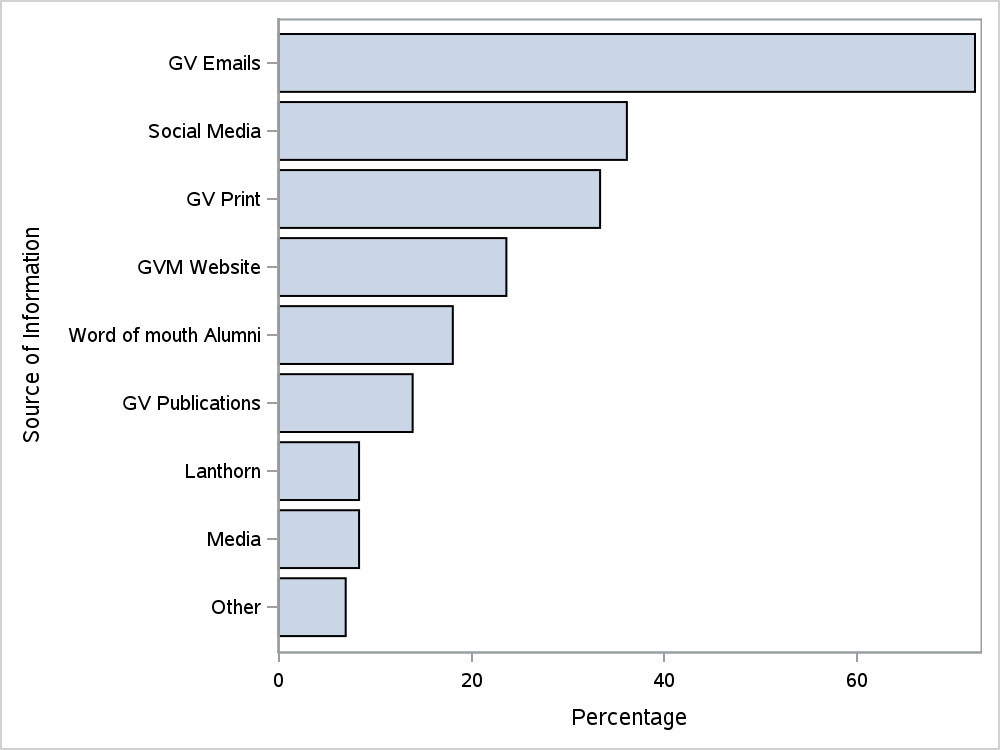 GV Emails
Social Media
GV Print
GVM Website
Word of mouth Alumni
GV Publications
Lanthorn
Media
Other
Source of Information
0 20 40 60
Percentage